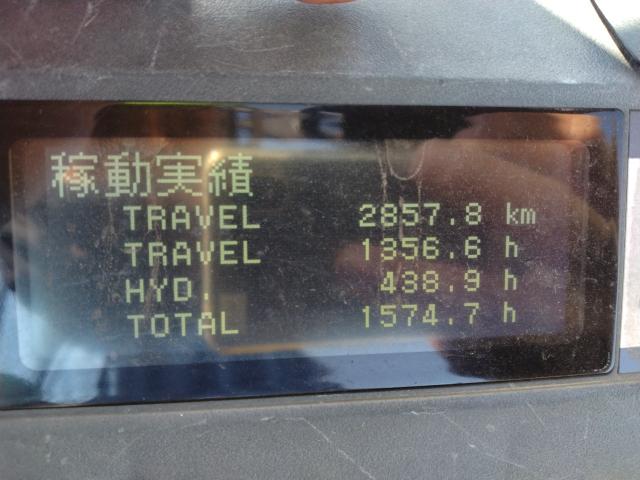 稼動実績
TRAVEL 2857.8 km
TRAVEL 1356.6 h
HYD. 438.9 h
TOTAL 1574.7 h